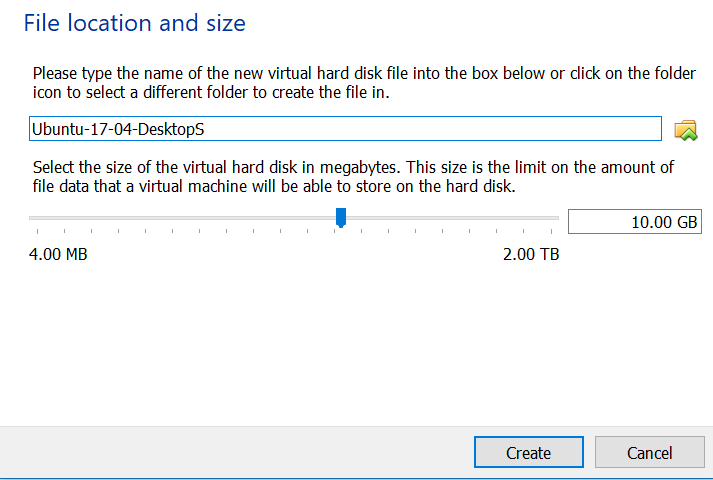 File location and size
Please type the name of the new virtual hard disk file into the box below or click on the folder
icon to select a different folder to create the file in.
Ubuntu-17-04-DesktopS
Select the size of the virtual hard disk in megabytes. This size is the limit on the amount of
file data that a virtual machine will be able to store on the hard disk.
10.00 GB
4.00 MB
2.00 TB
Create
Cancel